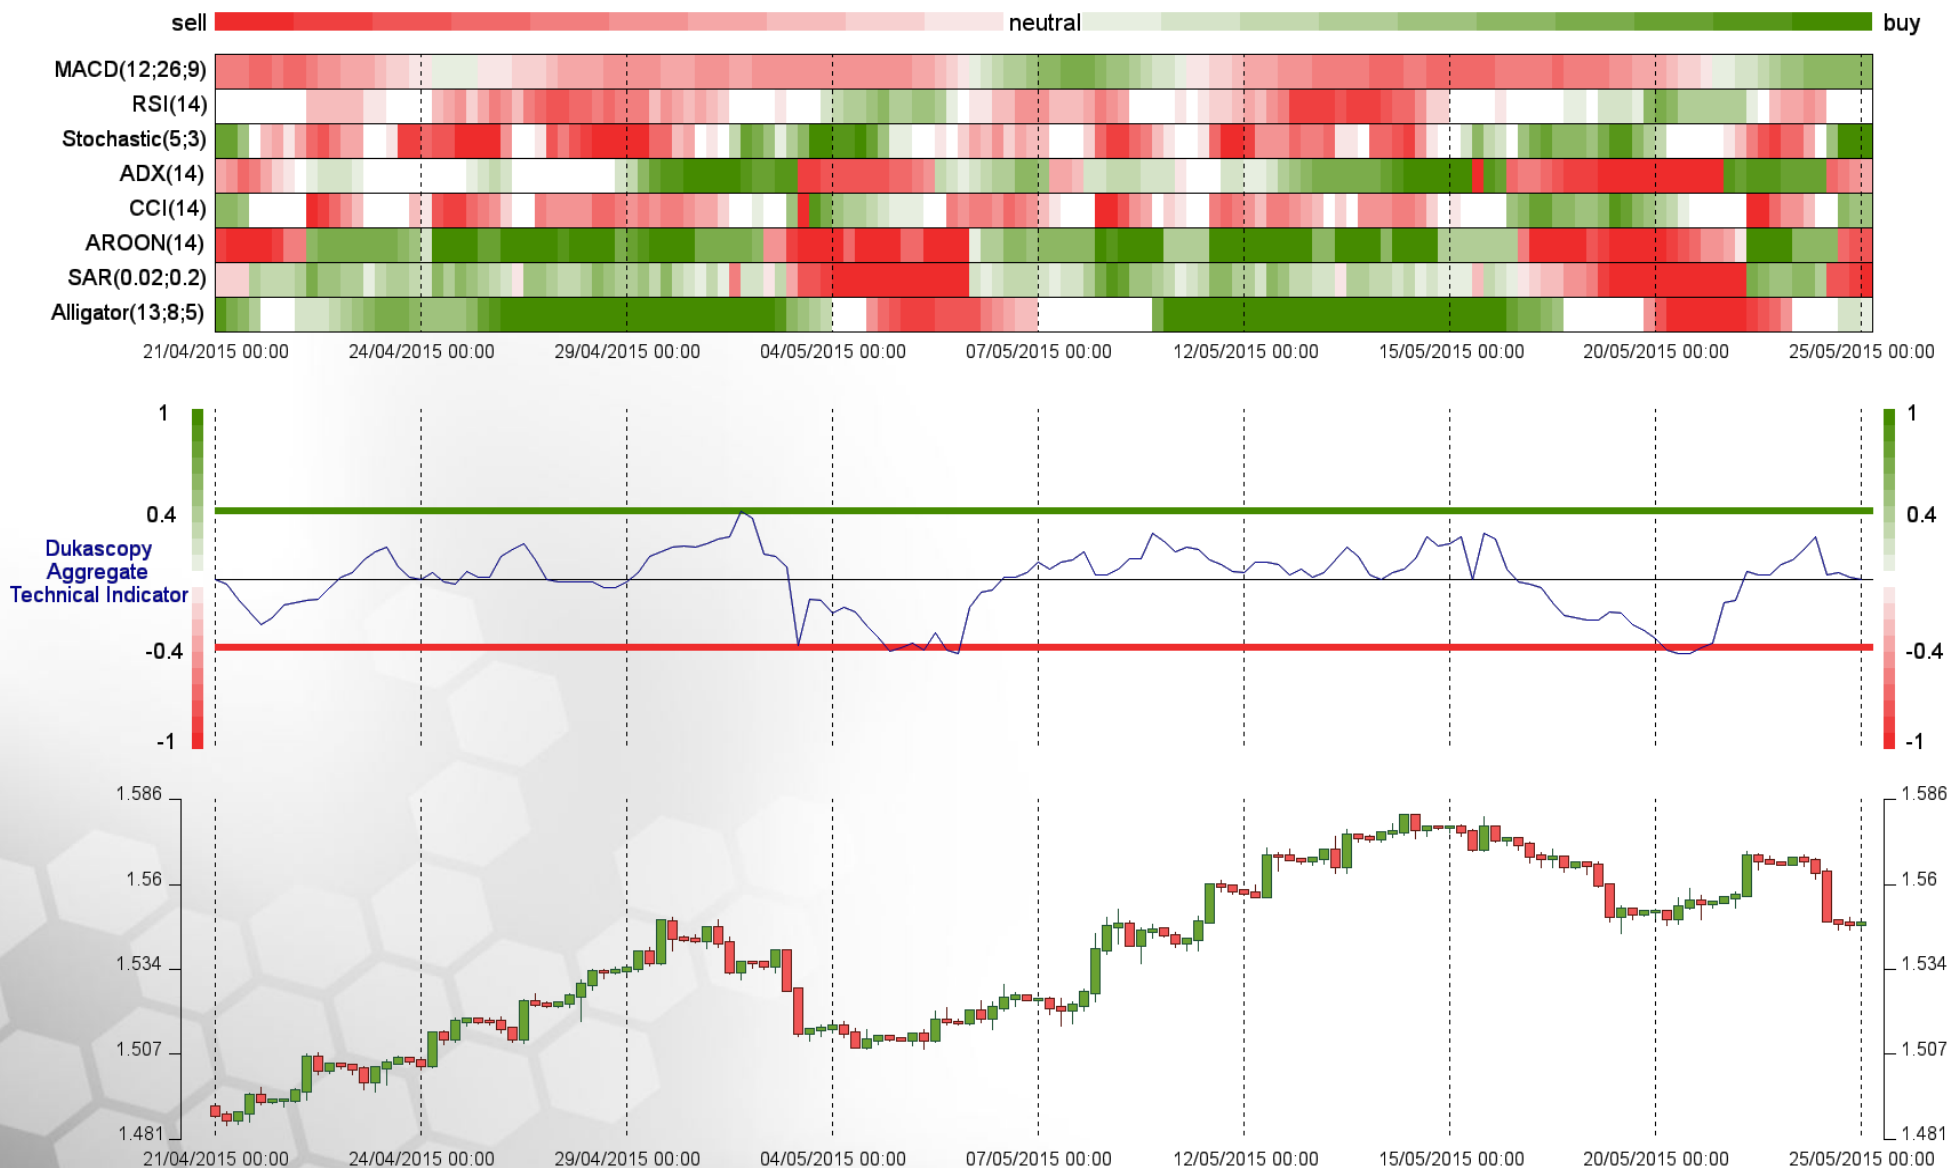 sell neutral buy
MACD(12;26;9)
RSI(14)
Stochastic(5;3)
ADX(14)
CCI(14)
AROON(14)
SAR(0.02;0.2)
Alligator(13;8;5)
21/04/2015 00:00 24/04/2015 00:00 29/04/2015 00:00 04/05/2015 00:00 07/05/2015 00:00 12/05/2015 00:00 15/05/2015 00:00 20/05/2015 00:00 25/05/2015 00:00
1 1
0.4 0.4
Dukascopy
Aggregate
Technical Indicator
-0.4 -0.4
-1 -1
1.586 1.586
1.56 1.56
1.534 1.534
1.507 1.507
1.481 1.481
21/04/2015 00:00 24/04/2015 00:00 29/04/2015 00:00 04/05/2015 00:00 07/05/2015 00:00 12/05/2015 00:00 15/05/2015 00:00 20/05/2015 00:00 25/05/2015 00:00